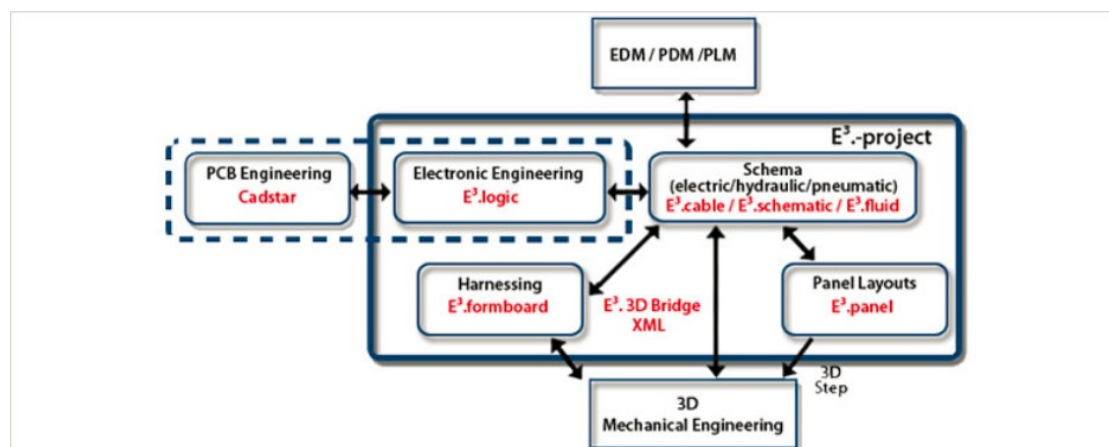 EDM / PDM /PLM
E³.-project
PCB Engineering
Cadstar
Electronic Engineering
E³.logic
Schema
(electric/hydraulic/pneumatic)
E³.cable / E³.schematic / E³.fluid
Harnessing
E³.formboard
E³. 3D Bridge
XML
Panel Layouts
E³.panel
3D
Step
3D
Mechanical Engineering